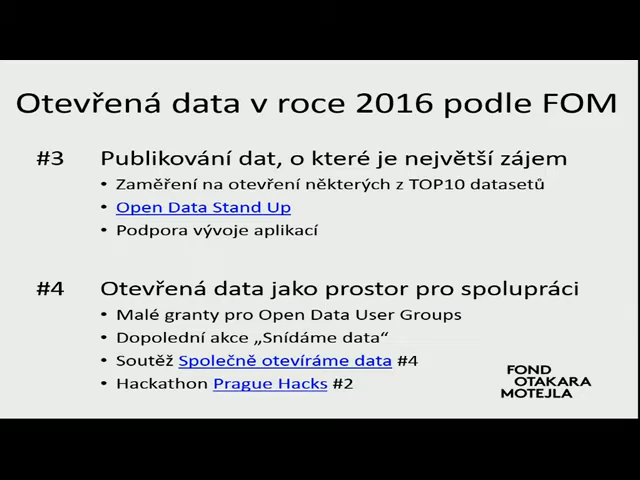 Otevřená data v roce 2016 podle FOM
#3 Publikování dat, o které je největší zájem
• Zaměření na otevření některých z TOP10 datasetů
• Open Data Stand Up
• Podpora vývoje aplikací
#4 Otevřená data jako prostor pro spolupráci
• Malé granty pro Open Data User Groups
• Dopolední akce „Snídáme data“
• Soutěž Společně otevíráme data #4
• Hackathon Prague Hacks #2
FOND
OTAKARA
MOTEJLA